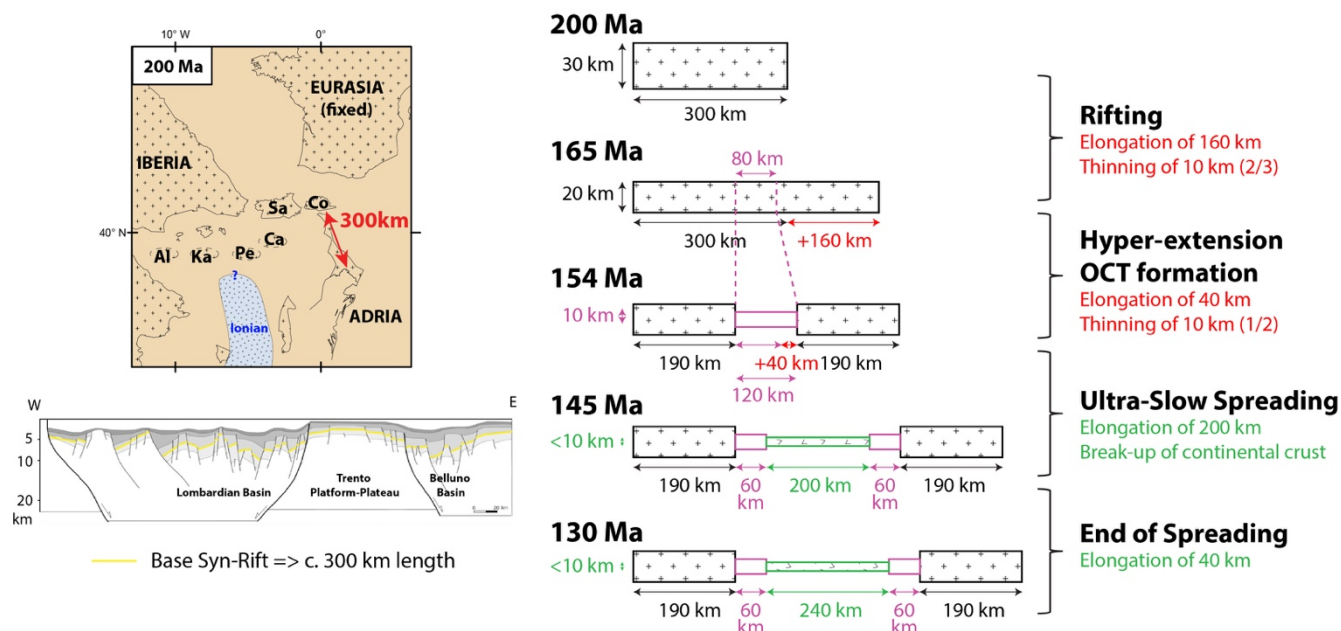 10° W
0°
200 Ma
EURASIA
(fixed)
IBERIA
Sa
Co
300km
40° N
Ca
Al
Ka
Pe
?
Ionian
ADRIA
W
E
5
10
20
km
Lombardian Basin
Trento
Platform-Plateau
Belluno
Basin
Base Syn-Rift => c. 300 km length
200 Ma
30 km
300 km
165 Ma
80 km
20 km
300 km
+160 km
154 Ma
10 km
190 km
+40 km
190 km
120 km
145 Ma
<10 km
190 km
60
km
200 km
60
km
190 km
130 Ma
<10 km
190 km
60
km
240 km
60
km
190 km
Rifting
Elongation of 160 km
Thinning of 10 km (2/3)
Hyper-extension
OCT formation
Elongation of 40 km
Thinning of 10 km (1/2)
Ultra-Slow Spreading
Elongation of 200 km
Break-up of continental crust
End of Spreading
Elongation of 40 km